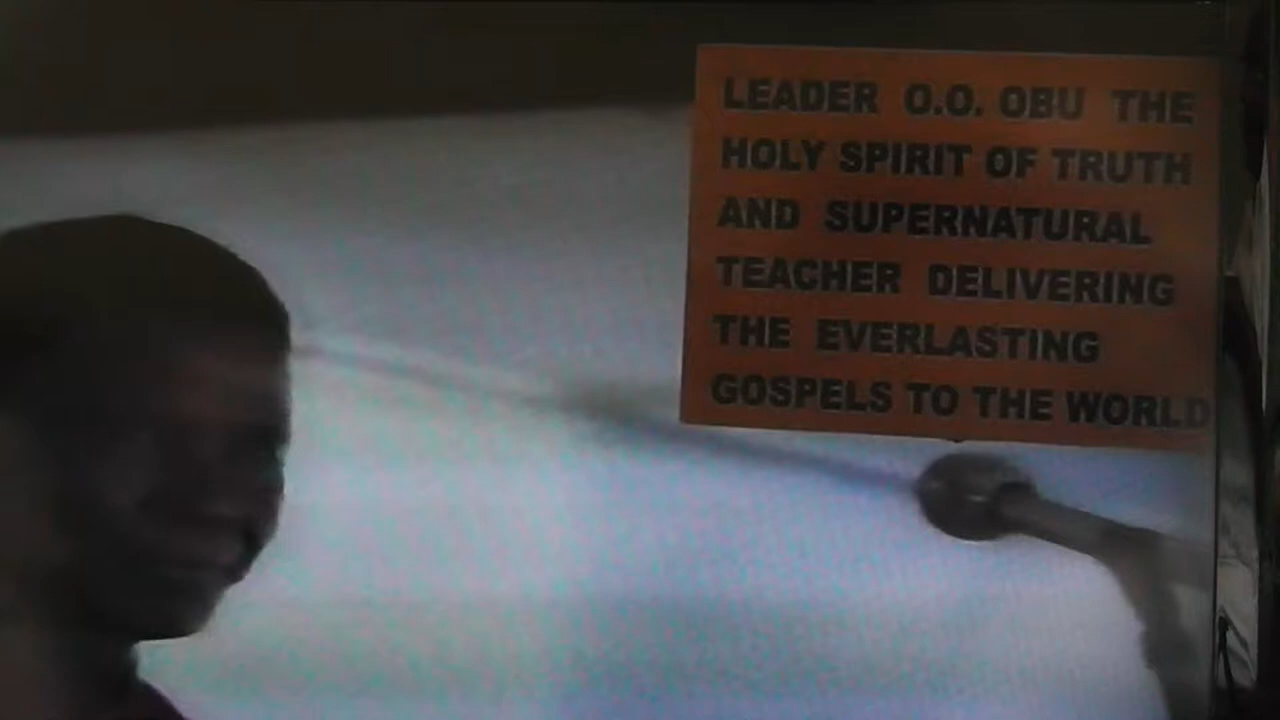 LEADER O.O. OBU THE
HOLY SPIRIT OF TRUTH
AND SUPERNATURAL
TEACHER DELIVERING
THE EVERLASTING
GOSPELS TO THE WORLD